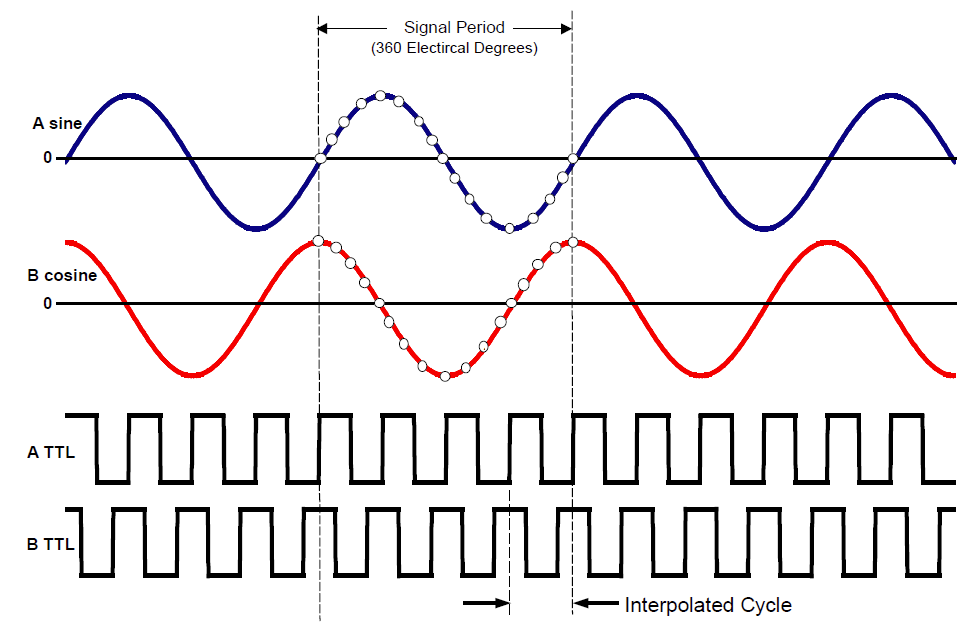 Signal Period
(360 Electircal Degrees)
A sine
0
B cosine
0
A TTL
B TTL
Interpolated Cycle